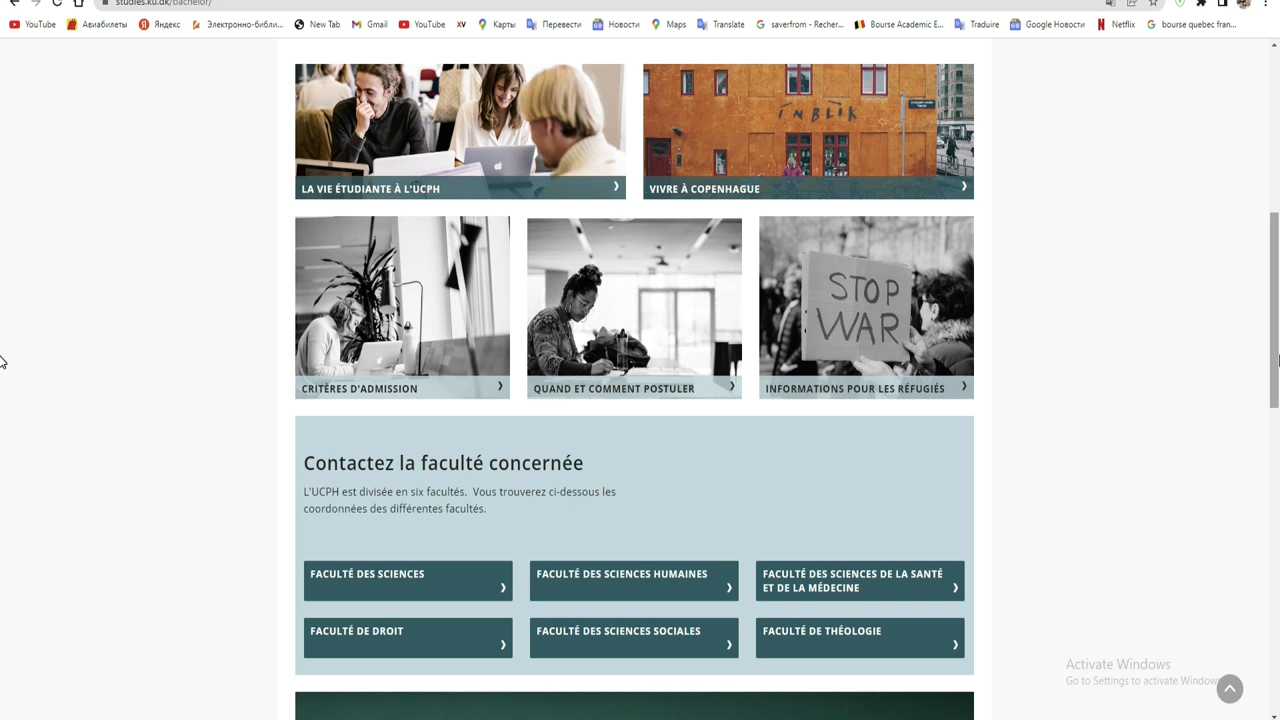 studies.ku.dk/bachelor/
YouTube Авиабилеты Яндекс Электронно-библи... New Tab Gmail YouTube XV Карты Перевести Новости Maps Translate saverfrom - Recher... Bourse Academic E... Traduire Google Новости Netflix bourse quebec fran...
INBLIK
LA VIE ÉTUDIANTE À L'UCPH
VIVRE À COPENHAGUE
STOP
WAR
CRITÈRES D'ADMISSION
QUAND ET COMMENT POSTULER
INFORMATIONS POUR LES RÉFUGIÉS
Contactez la faculté concernée
L'UCPH est divisée en six facultés. Vous trouverez ci-dessous les
coordonnées des différentes facultés.
FACULTÉ DES SCIENCES
FACULTÉ DES SCIENCES HUMAINES
FACULTÉ DES SCIENCES DE LA SANTÉ
ET DE LA MÉDECINE
FACULTÉ DE DROIT
FACULTÉ DES SCIENCES SOCIALES
FACULTÉ DE THÉOLOGIE
Activate Windows
Go to Settings to activate Windows